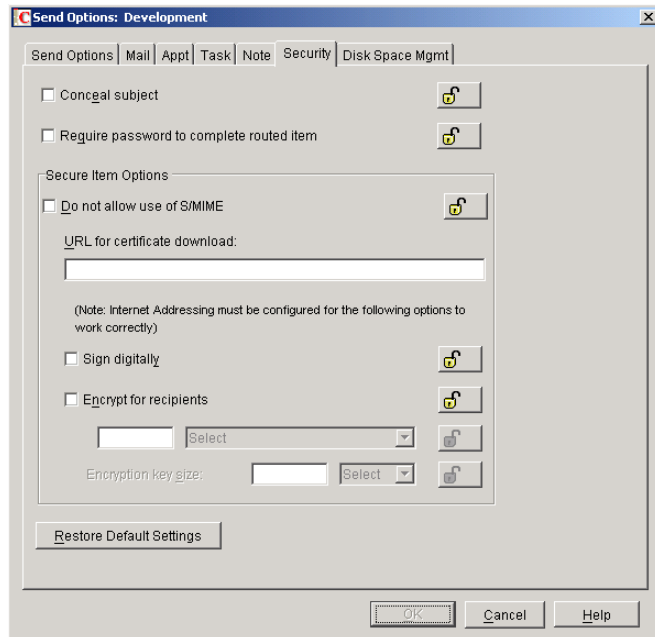 Send Options: Development
Send Options Mail Appt Task Note Security Disk Space Mgmt
Conceal subject
Require password to complete routed item
Secure Item Options
Do not allow use of S/MIME
URL for certificate download:
(Note: Internet Addressing must be configured for the following options to
work correctly)
Sign digitally
Encrypt for recipients
Select
Encryption key size: Select
Restore Default Settings
OK Cancel Help